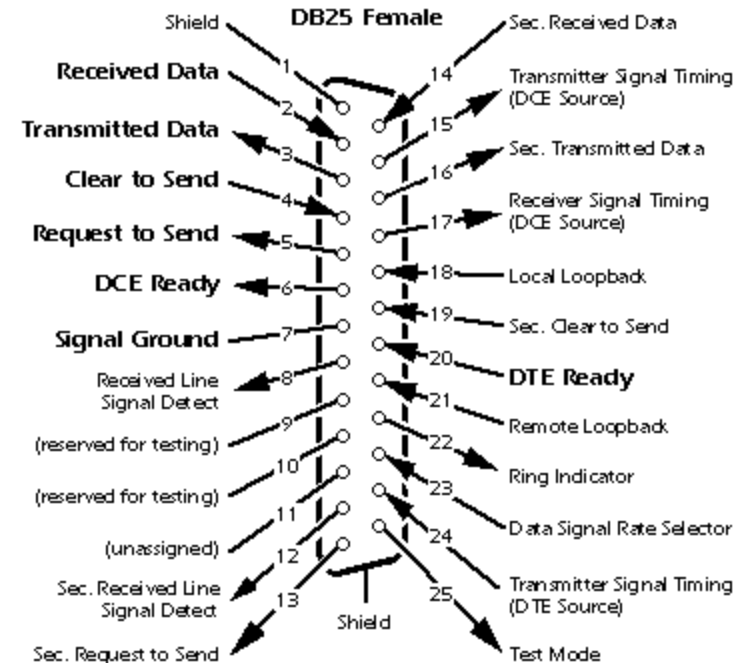 DB25 Female
Shield
Received Data
Transmitted Data
Clear to Send
Request to Send
DCE Ready
Signal Ground
Received Line
Signal Detect
(reserved for testing)
(reserved for testing)
(unassigned)
Sec. Received Line
Signal Detect
Sec. Request to Send
1
2
3
4
5
6
7
8
9
10
11
12
13
14
15
16
17
18
19
20
21
22
23
24
25
Sec. Received Data
Transmitter Signal Timing
(DCE Source)
Sec. Transmitted Data
Receiver Signal Timing
(DCE Source)
Local Loopback
Sec. Clear to Send
DTE Ready
Remote Loopback
Ring Indicator
Data Signal Rate Selector
Transmitter Signal Timing
(DTE Source)
Test Mode
Shield